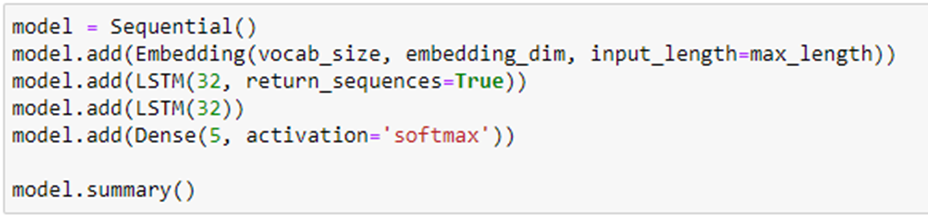 model = Sequential()
model.add(Embedding(vocab_size, embedding_dim, input_length=max_length))
model.add(LSTM(32, return_sequences=True))
model.add(LSTM(32))
model.add(Dense(5, activation='softmax'))
model.summary()